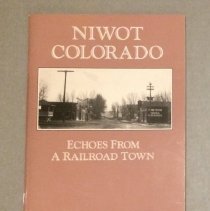 NIWOT
COLORADO
ECHOES FROM
A RAILROAD TOWN